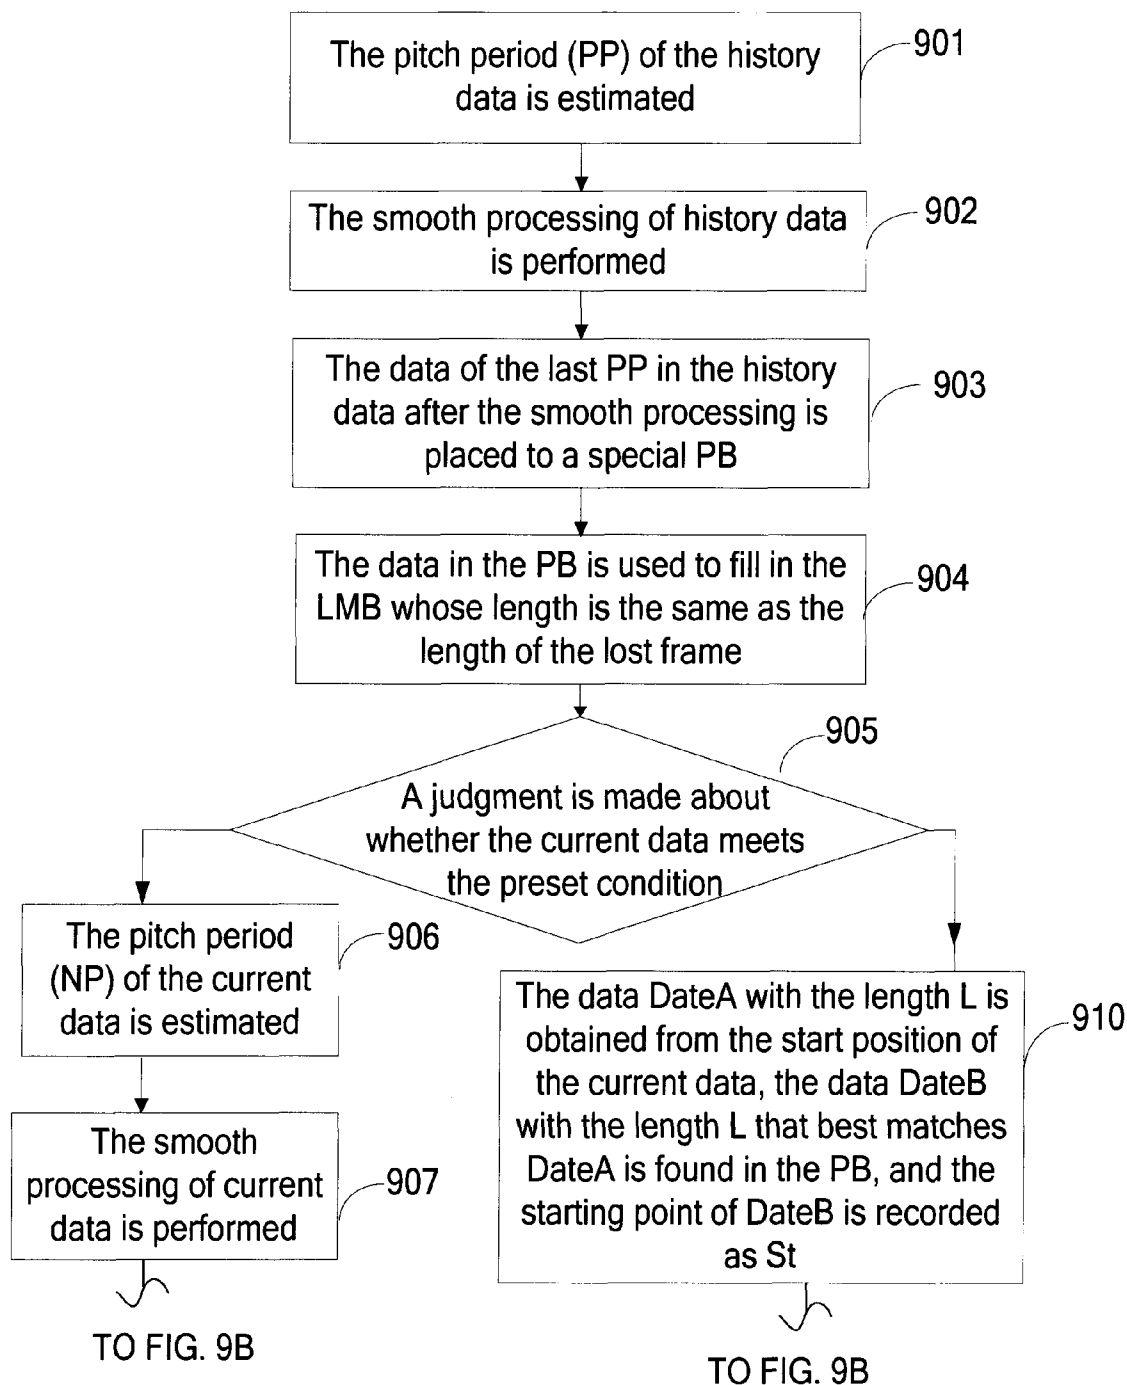 The pitch period (PP) of the history
data is estimated
901
The smooth processing of history data
is performed
902
The data of the last PP in the history
data after the smooth processing is
placed to a special PB
903
The data in the PB is used to fill in the
LMB whose length is the same as the
length of the lost frame
904
905
A judgment is made about
whether the current data meets
the preset condition
The pitch period
(NP) of the current
data is estimated
906
The smooth
processing of current
data is performed
907
TO FIG. 9B
The data DateA with the length L is
obtained from the start position of
the current data, the data DateB
with the length L that best matches
DateA is found in the PB, and the
starting point of DateB is recorded
as St
910
TO FIG. 9B